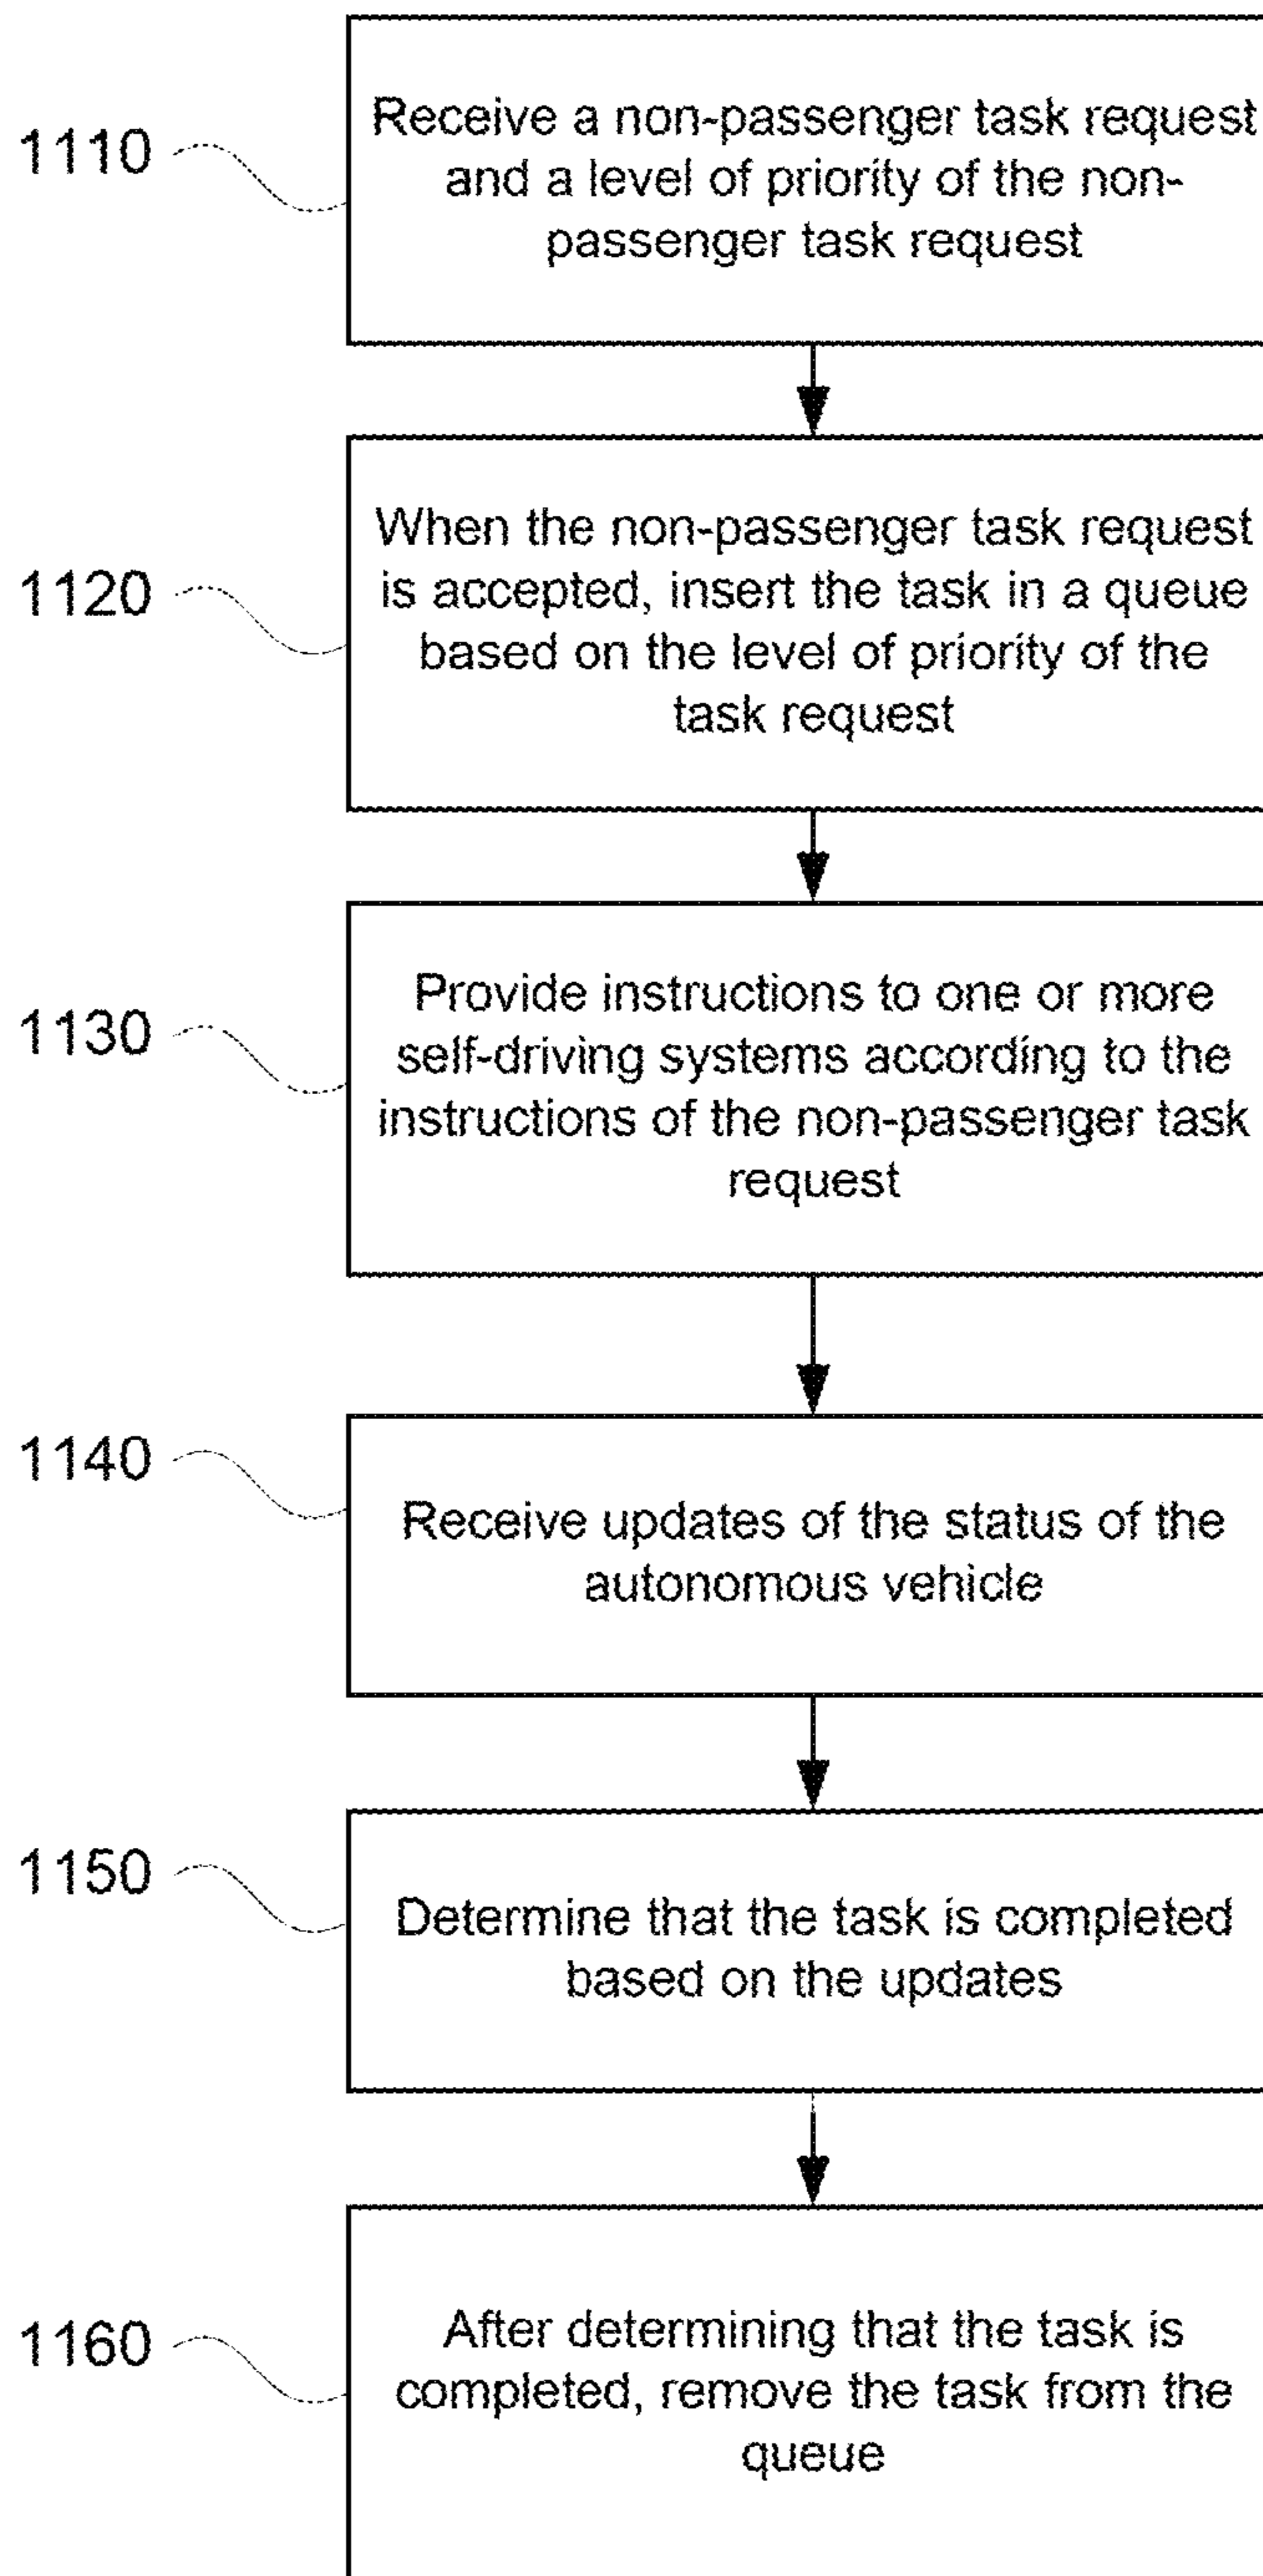 1110
Receive a non-passenger task request
and a level of priority of the non-
passenger task request
1120
When the non-passenger task request
is accepted, insert the task in a queue
based on the level of priority of the
task request
1130
Provide instructions to one or more
self-driving systems according to the
instructions of the non-passenger task
request
1140
Receive updates of the status of the
autonomous vehicle
1150
Determine that the task is completed
based on the updates
1160
After determining that the task is
completed, remove the task from the
queue